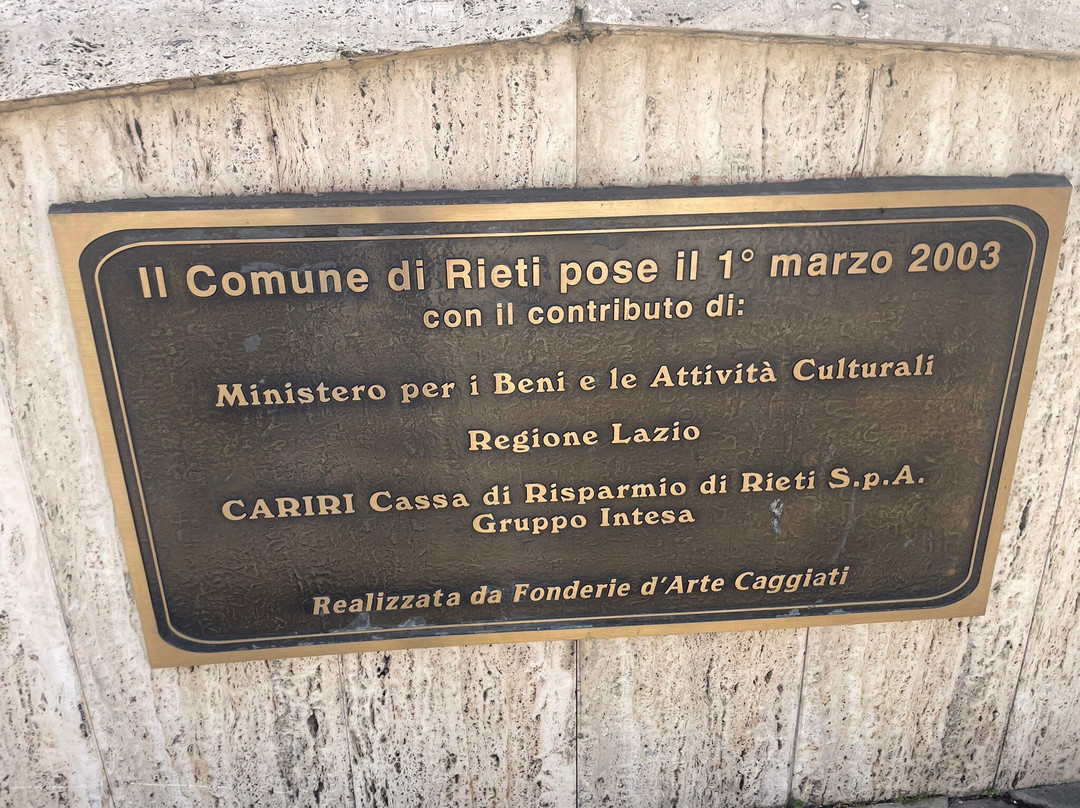 Il Comune di Rieti pose il 1° marzo 2003
con il contributo di:
Ministero per i Beni e le Attività Culturali
Regione Lazio
CARIRI Cassa di Risparmio di Rieti S.p.A.
Gruppo Intesa
Realizzata da Fonderie d'Arte Caggiati